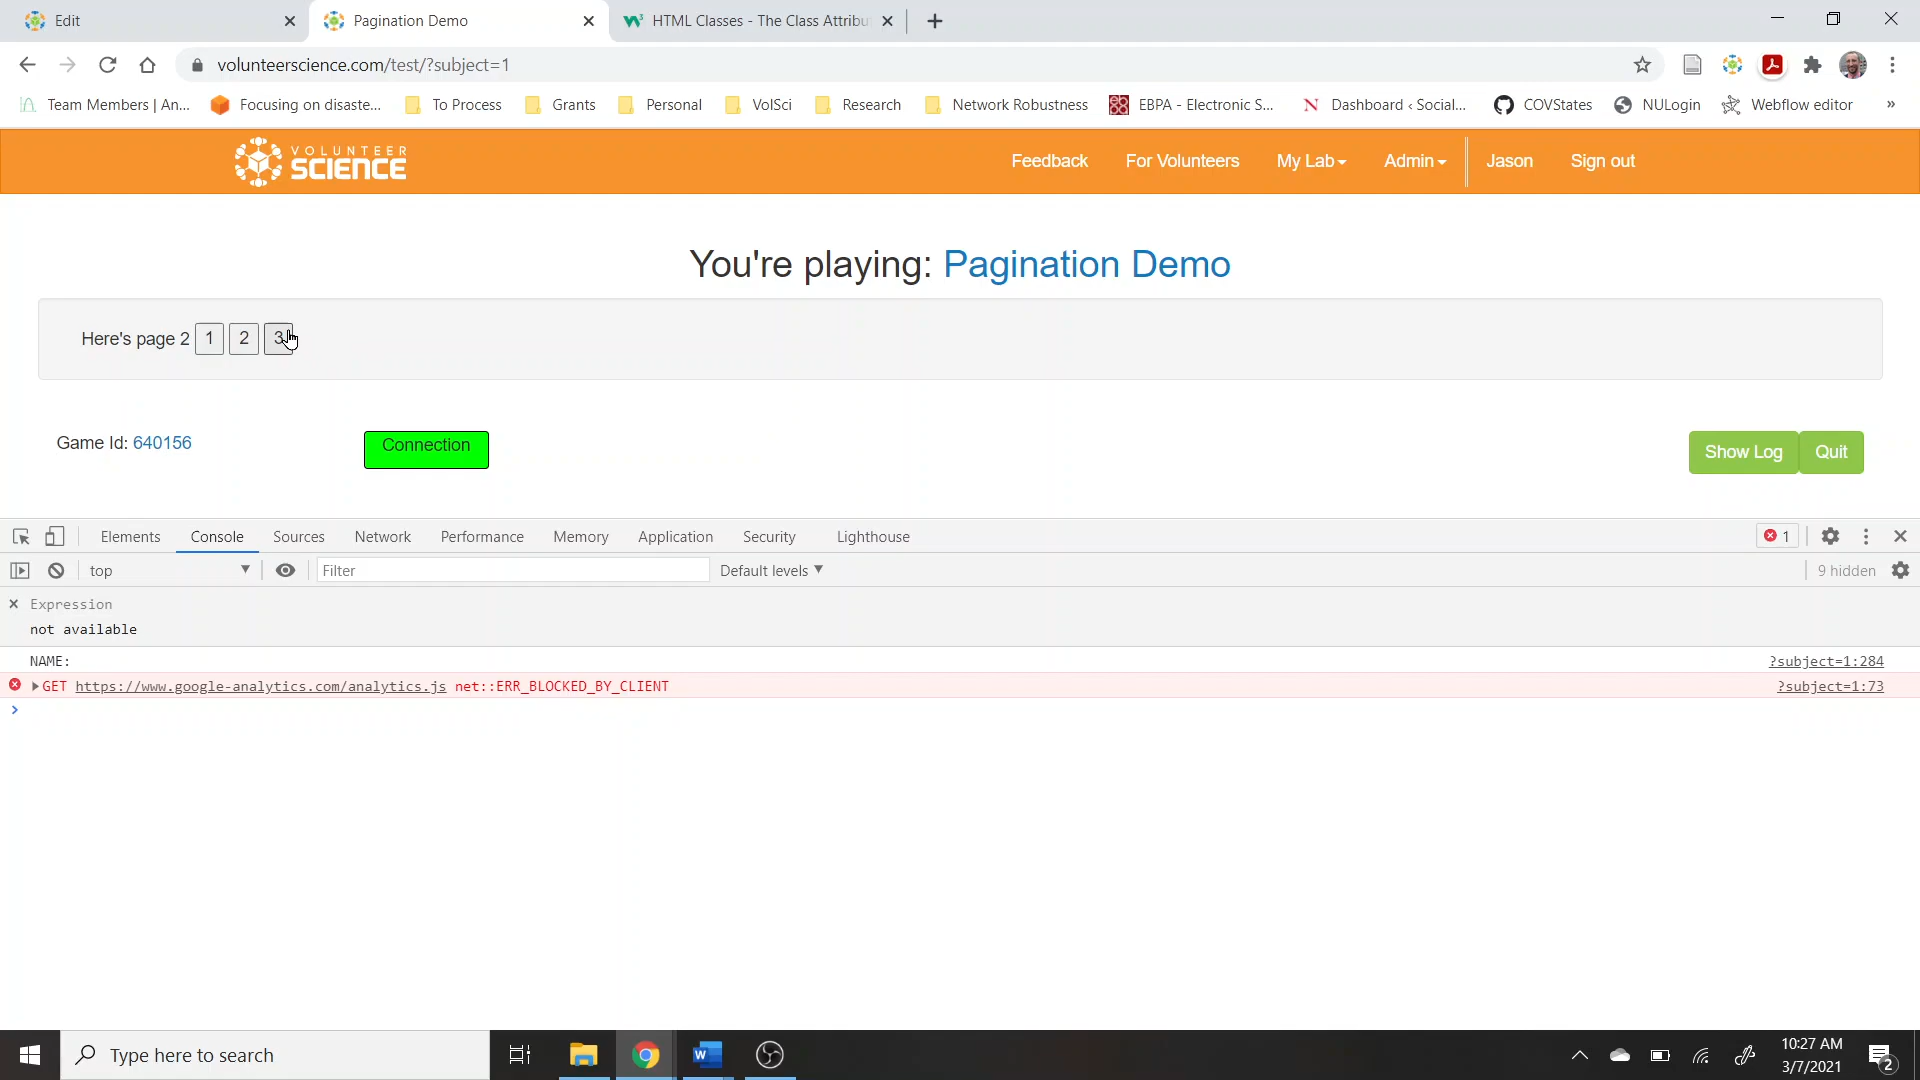 Edit
Pagination Demo
HTML Classes - The Class Attribu
volunteerscience.com/test/?subject=1
Team Members | An...
Focusing on disaste...
To Process
Grants
Personal
VolSci
Research
Network Robustness
EBPA - Electronic S...
Dashboard ‹ Social...
COVStates
NULogin
Webflow editor
»
VOLUNTEER
SCIENCE
Feedback
For Volunteers
My Lab
Admin
Jason
Sign out
You're playing: Pagination Demo
Here's page 2 1 2 3
Game Id: 640156
Connection
Show Log
Quit
Elements
Console
Sources
Network
Performance
Memory
Application
Security
Lighthouse
1
top
Filter
Default levels
9 hidden
Expression
not available
NAME:
?subject=1:284
GET https://www.google-analytics.com/analytics.js net::ERR_BLOCKED_BY_CLIENT
?subject=1:73
Type here to search
10:27 AM
3/7/2021
2